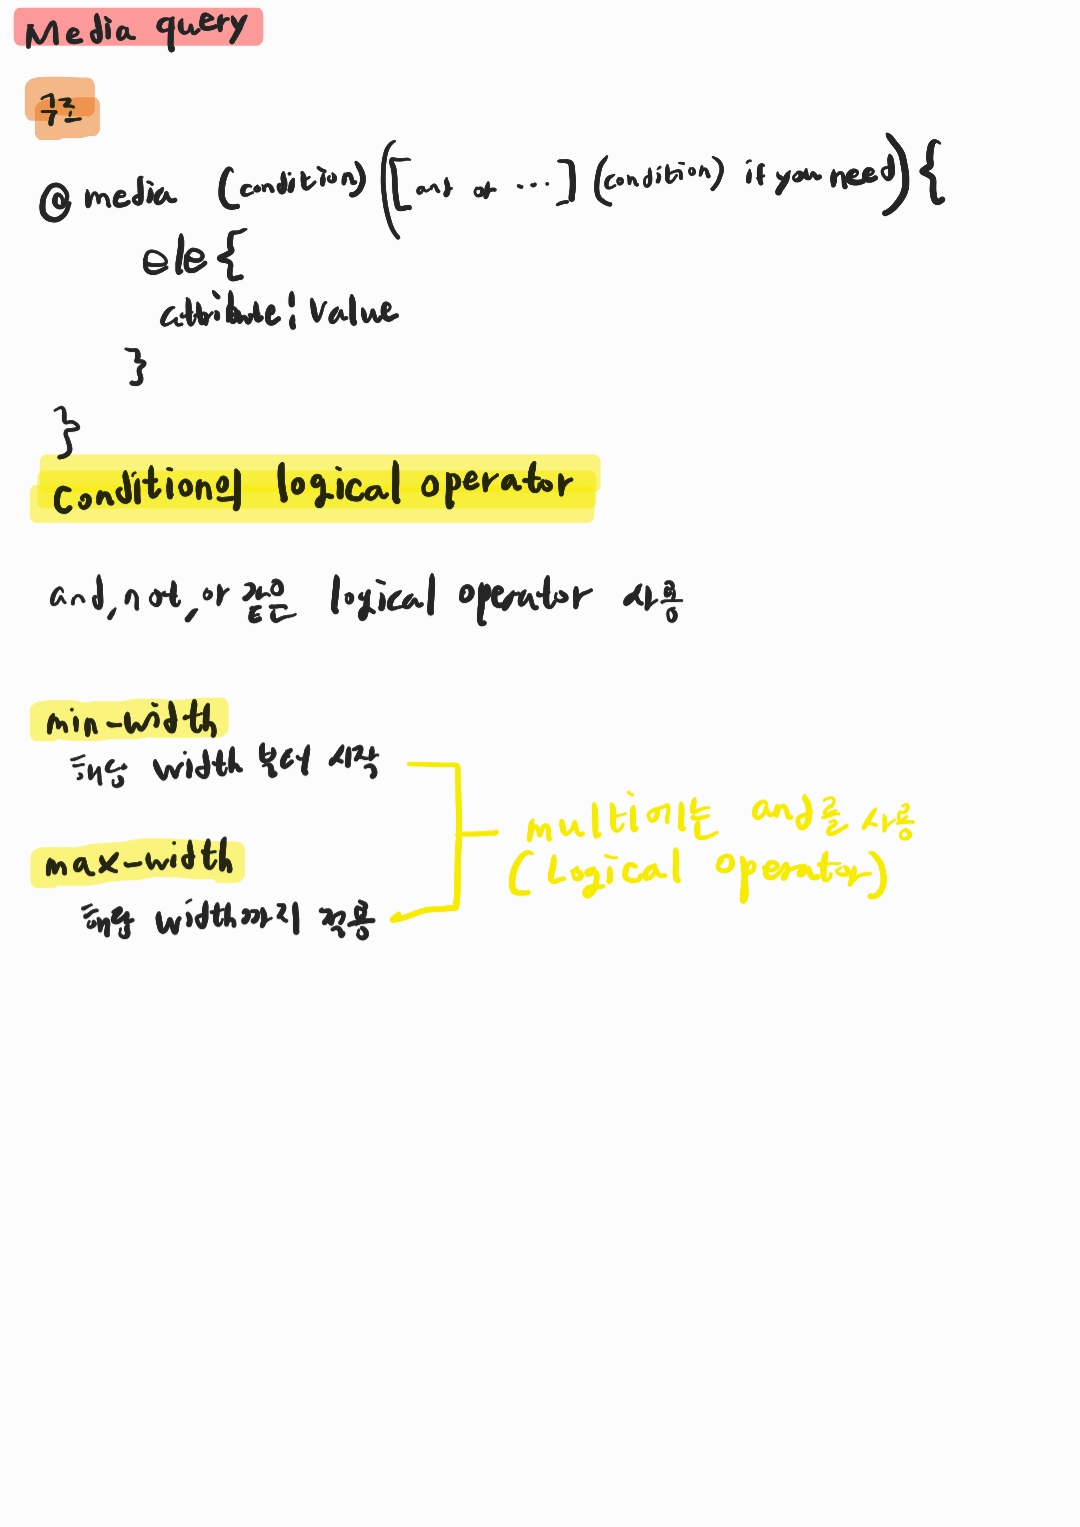 Media query
구조
@ media (condition) ([and or ...] (condition) if you need) {
ele {
attribute: value
}
}
condition의 logical operator
and, not, or 같은 logical operator 사용
min-width
해당 width 부터 시작
max-width
해당 width까지 적용
multi에는 and를 사용
(Logical operator)